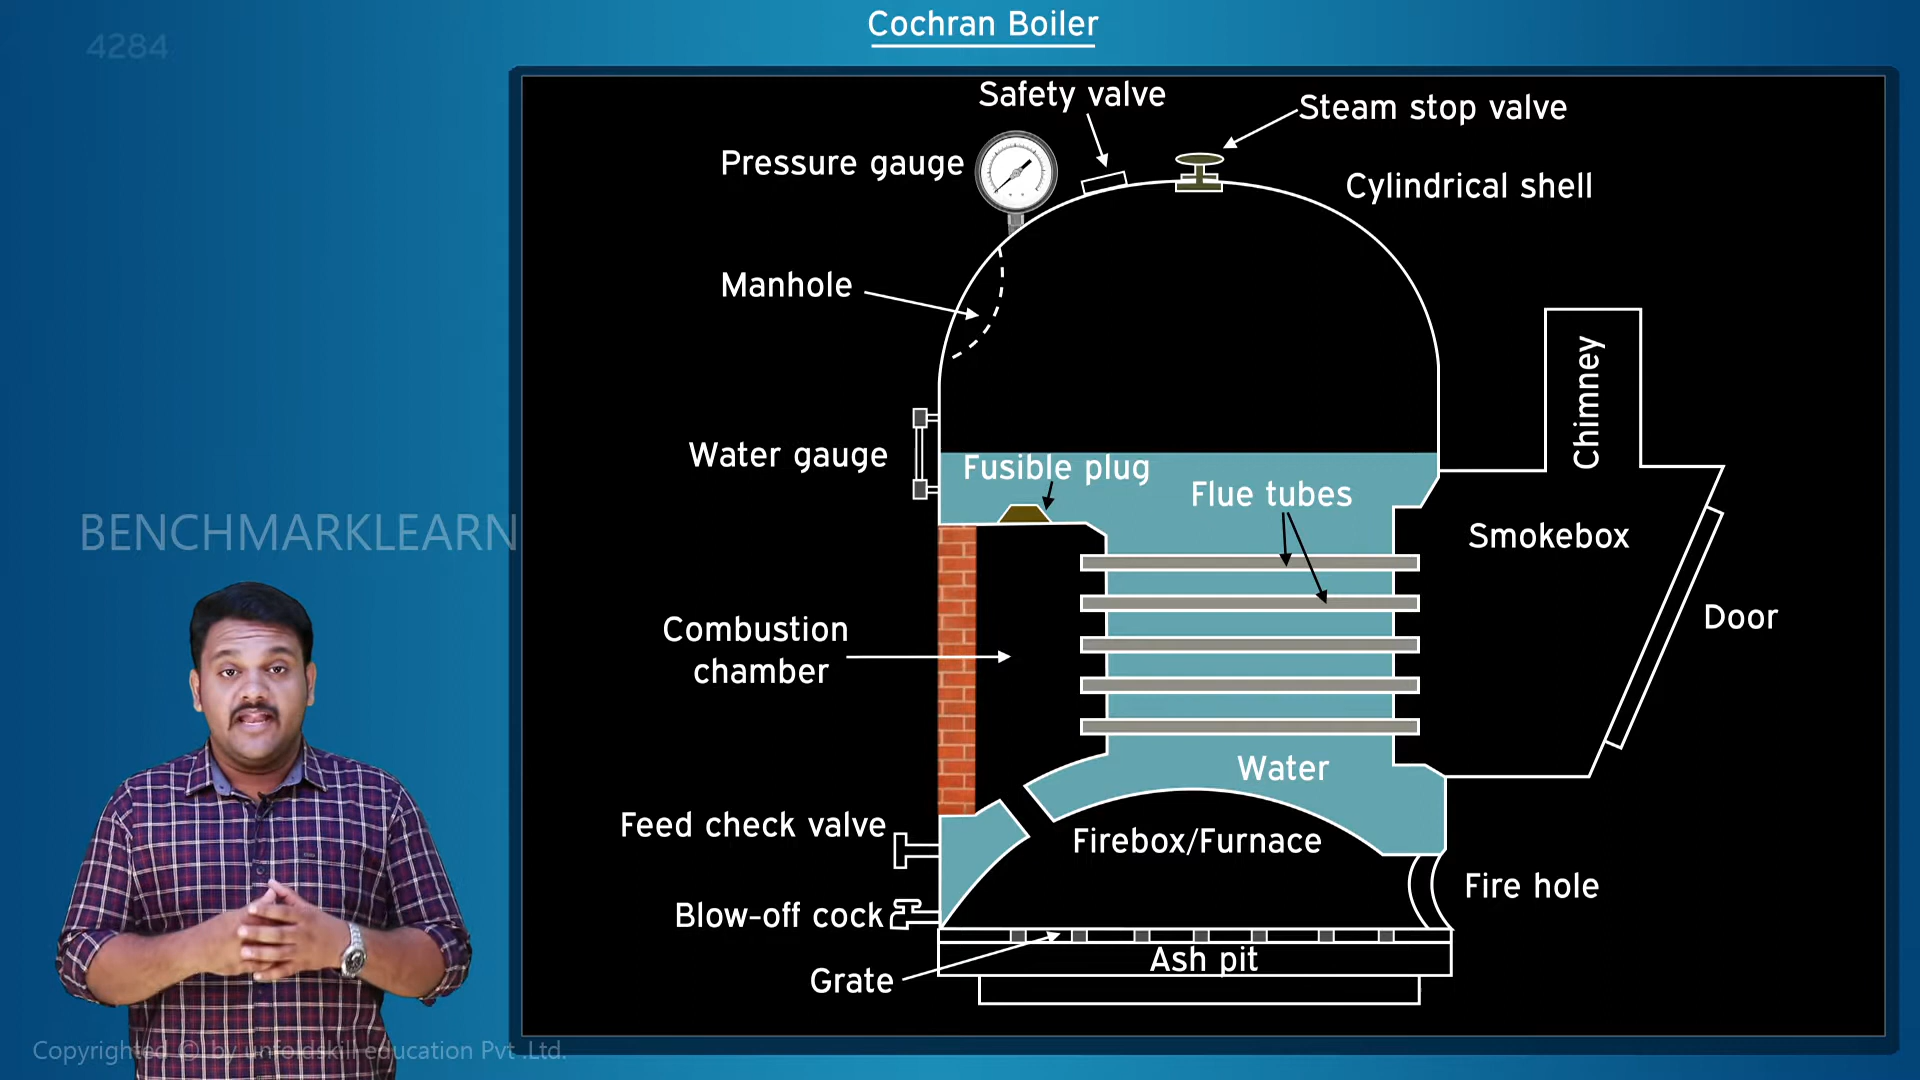 Cochran Boiler
4284
Safety valve
Steam stop valve
Pressure gauge
Cylindrical shell
Manhole
Chimney
Water gauge
Fusible plug
Flue tubes
Smokebox
BENCHMARKLEARN
Combustion
chamber
Door
Water
Feed check valve
Firebox/Furnace
Fire hole
Blow-off cock
Ash pit
Grate
Copyrighted © by unfoldskill education Pvt .Ltd.